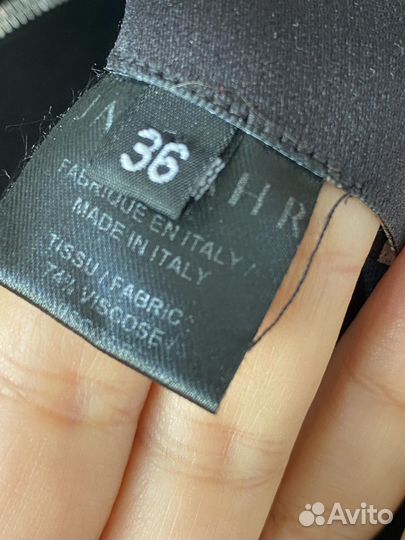 36
H R
FABRIQUE EN ITALY /
MADE IN ITALY
TISSU / FABRIC :
74% VISCOSE /
Avito